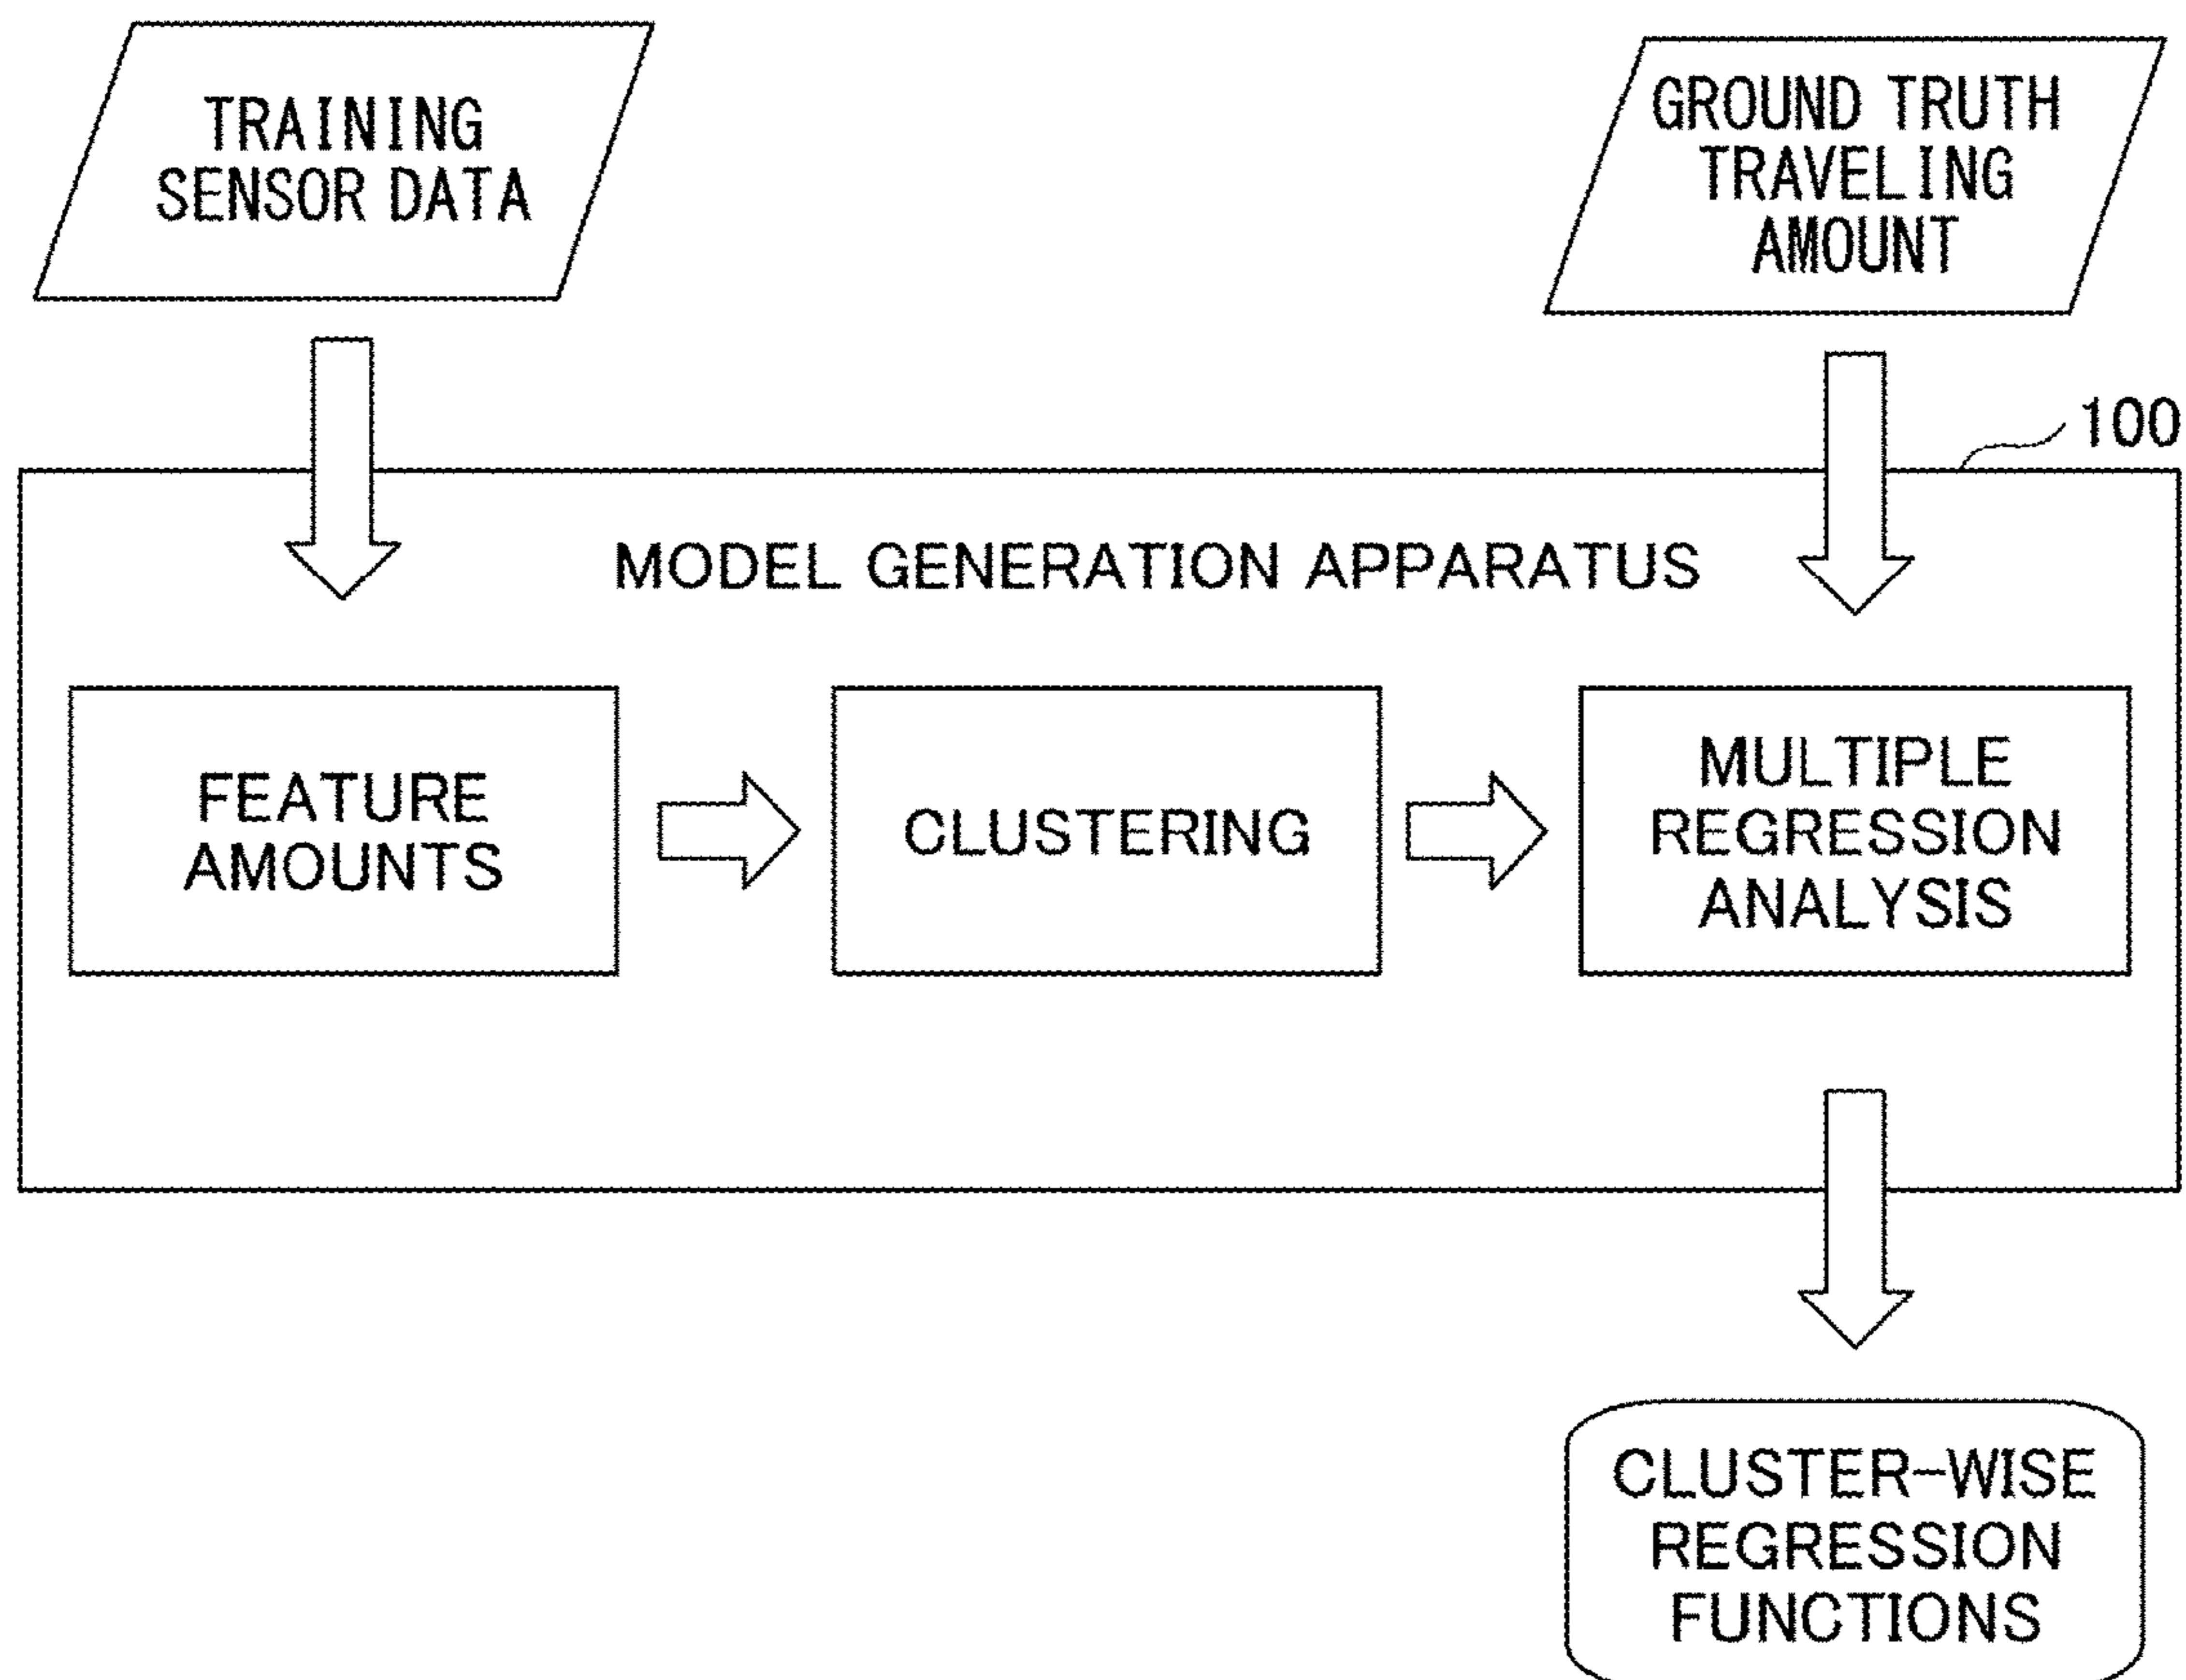 TRAINING
SENSOR DATA
GROUND TRUTH
TRAVELING
AMOUNT
100
MODEL GENERATION APPARATUS
FEATURE
AMOUNTS
CLUSTERING
MULTIPLE
REGRESSION
ANALYSIS
CLUSTER-WISE
REGRESSION
FUNCTIONS